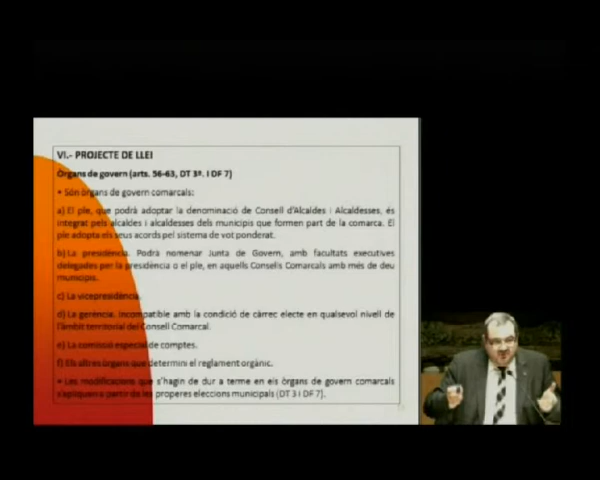 VI.- PROJECTE DE LLEI
Òrgans de govern (arts. 56-63, DT 3ª. I DF 7)
• Són òrgans de govern comarcals:
a) El ple, que podrà adoptar la denominació de Consell d'Alcaldes i Alcaldesses, és
integrat pels alcaldes i alcaldesses dels municipis que formen part de la comarca. El
ple adopta els seus acords pel sistema de vot ponderat.
b) La presidència. Podrà nomenar Junta de Govern, amb facultats executives
delegades per la presidència o el ple, en aquells Consells Comarcals amb més de deu
municipis.
c) La vicepresidència.
d) La gerència, incompatible amb la condició de càrrec electe en qualsevol nivell de
l'àmbit territorial del Consell Comarcal.
e) La comissió especial de comptes.
f) Els altres òrgans que determini el reglament orgànic.
• Les modificacions que s'hagin de dur a terme en els òrgans de govern comarcals
s'apliquen a partir de les properes eleccions municipals (DT 3 i DF 7).